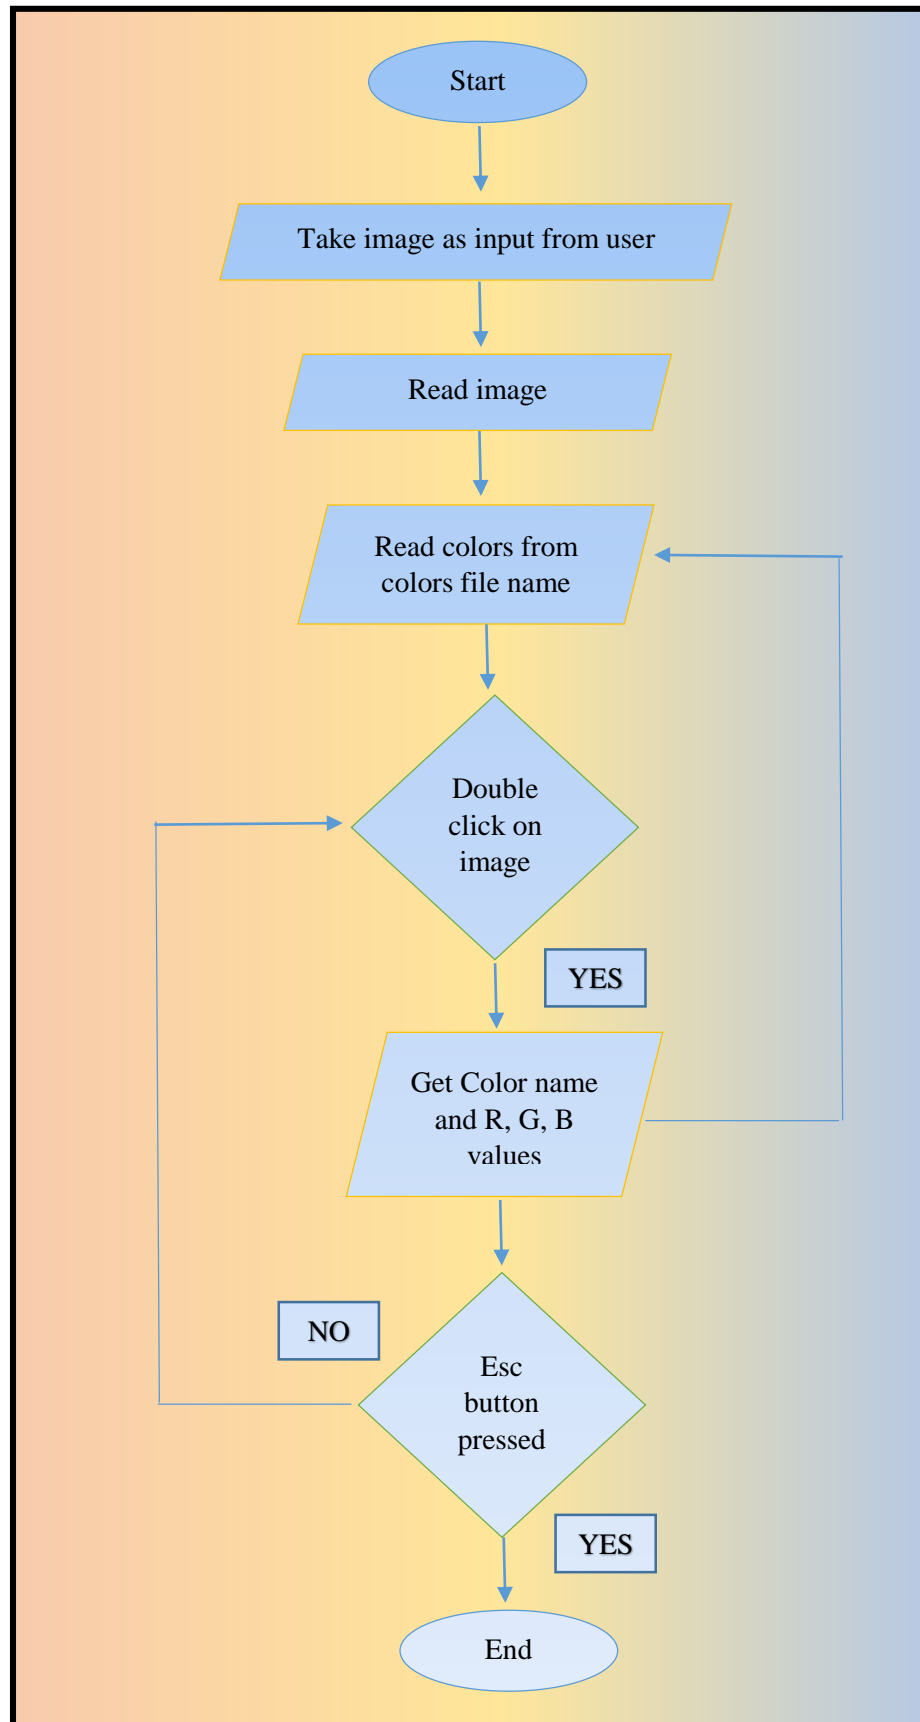 Start
Take image as input from user
Read image
Read colors from
colors file name
Double
click on
image
YES
Get Color name
and R, G, B
values
NO
Esc
button
pressed
YES
End